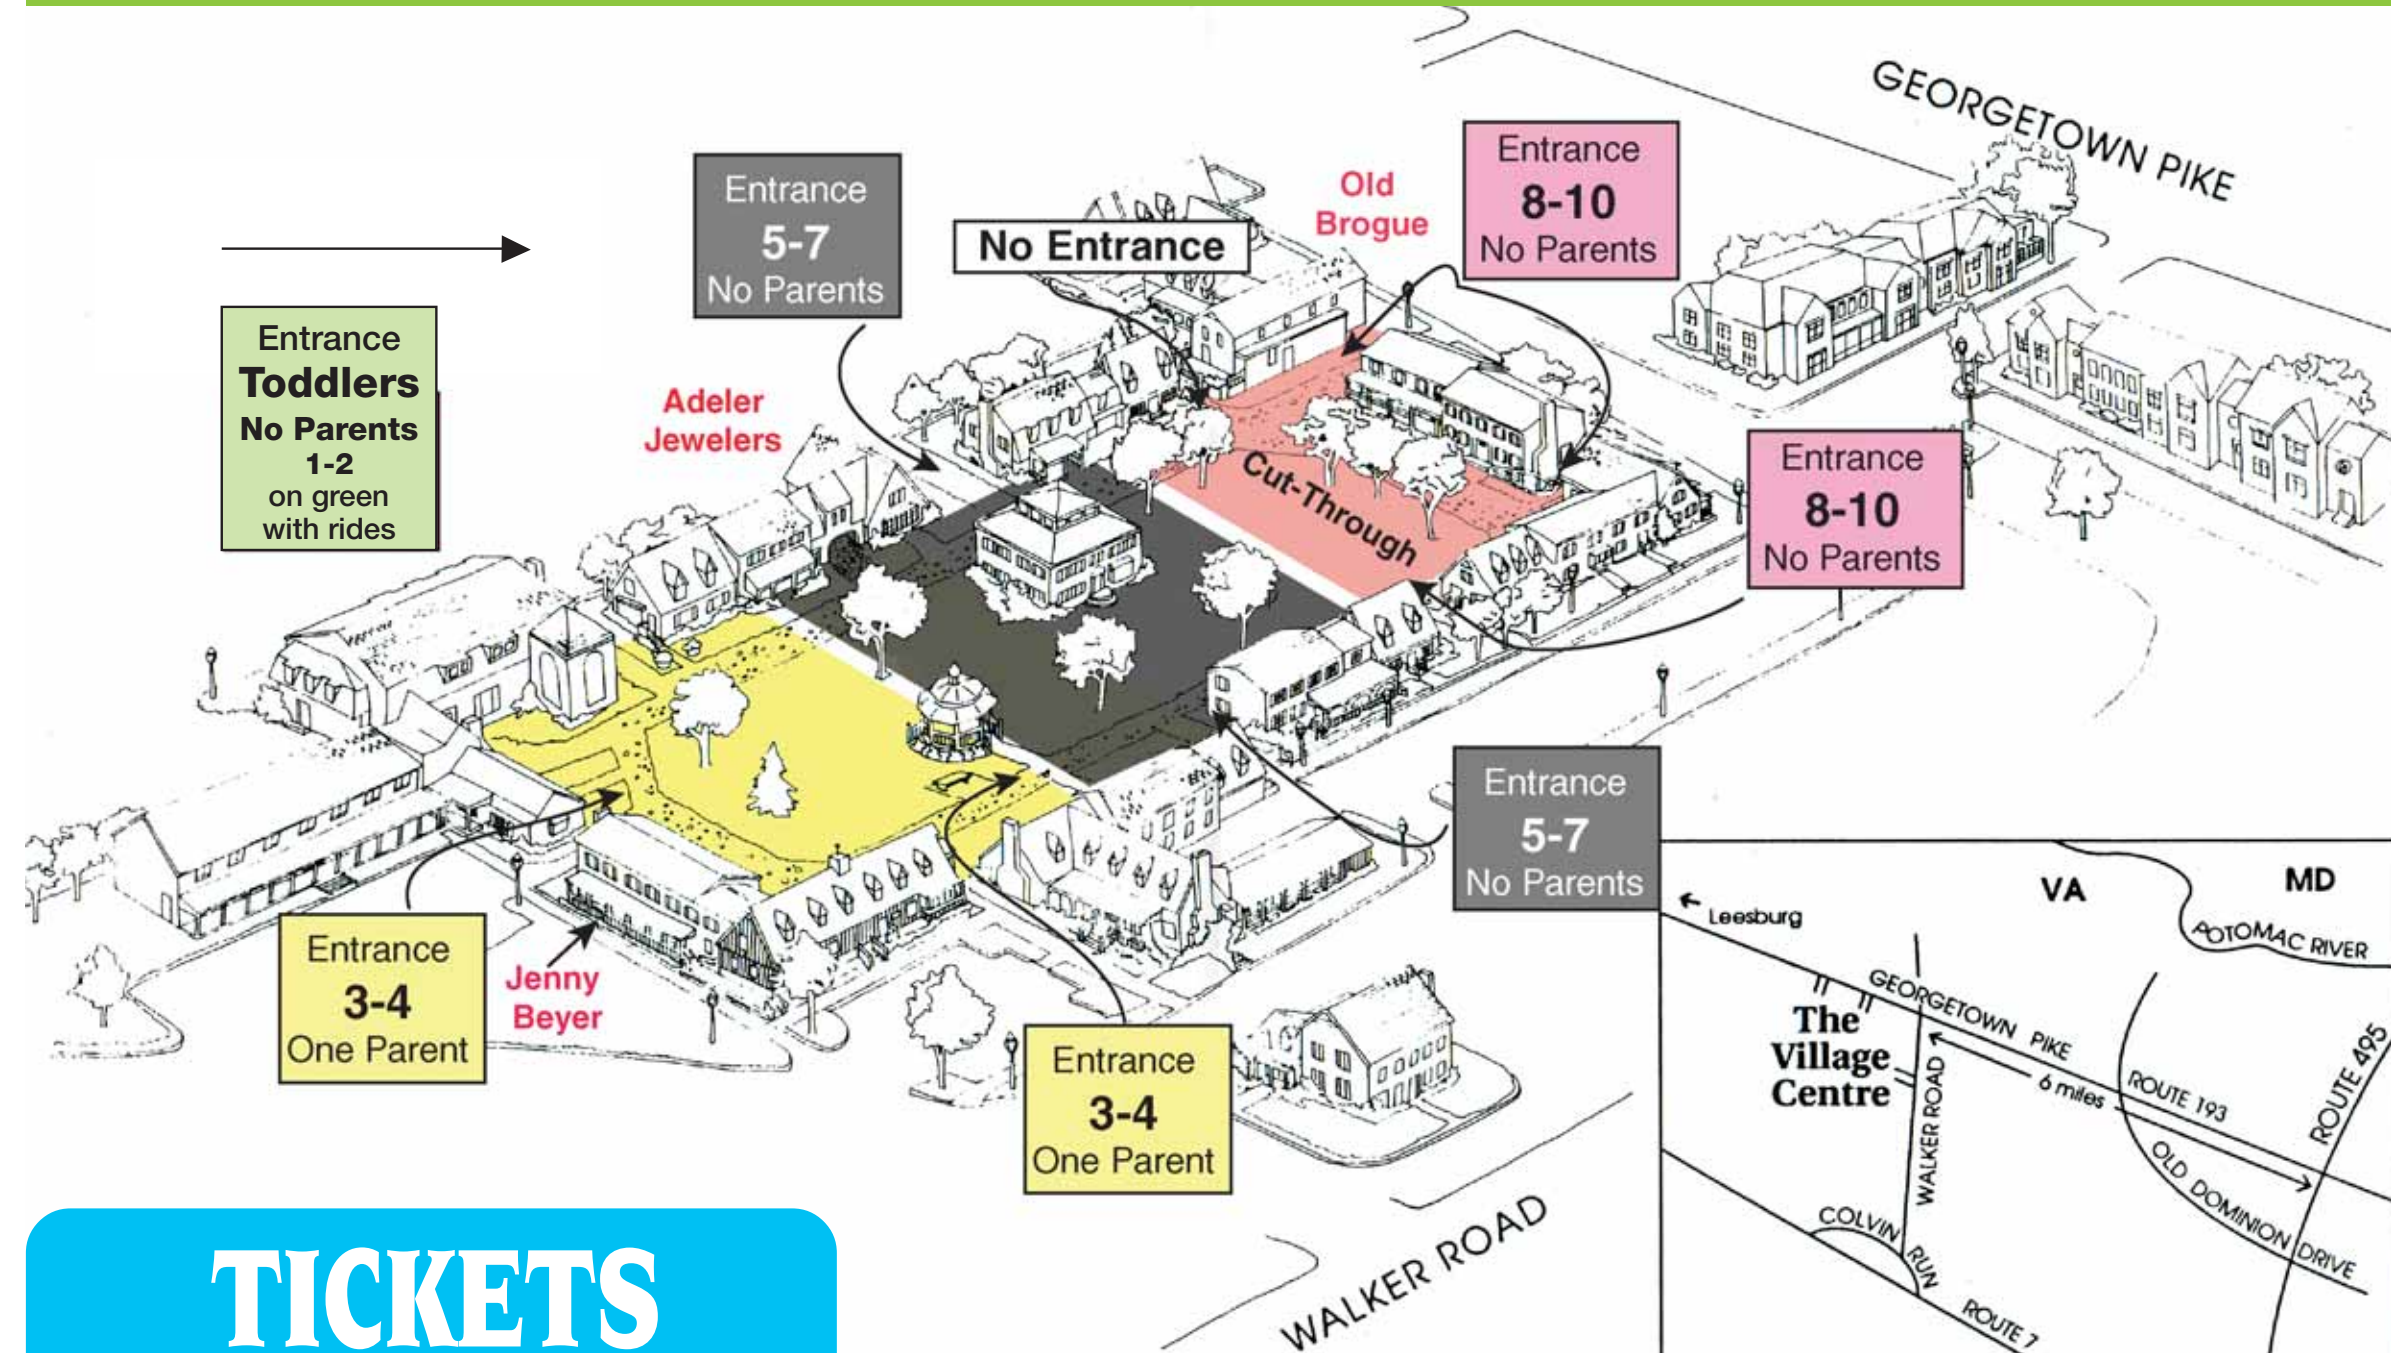 GEORGETOWN PIKE
Entrance
8-10
No Parents
Old
Brogue
Entrance
5-7
No Parents
No Entrance
Entrance
Toddlers
No Parents
1-2
on green
with rides
Adeler
Jewelers
Cut-Through
Entrance
8-10
No Parents
Entrance
5-7
No Parents
Entrance
3-4
One Parent
Jenny
Beyer
Entrance
3-4
One Parent
WALKER ROAD
VA
MD
Leesburg
POTOMAC RIVER
GEORGETOWN PIKE
The
Village
Centre
WALKER ROAD
6 miles
ROUTE 193
ROUTE 495
OLD DOMINION DRIVE
COLVIN RUN
ROUTE 7
TICKETS